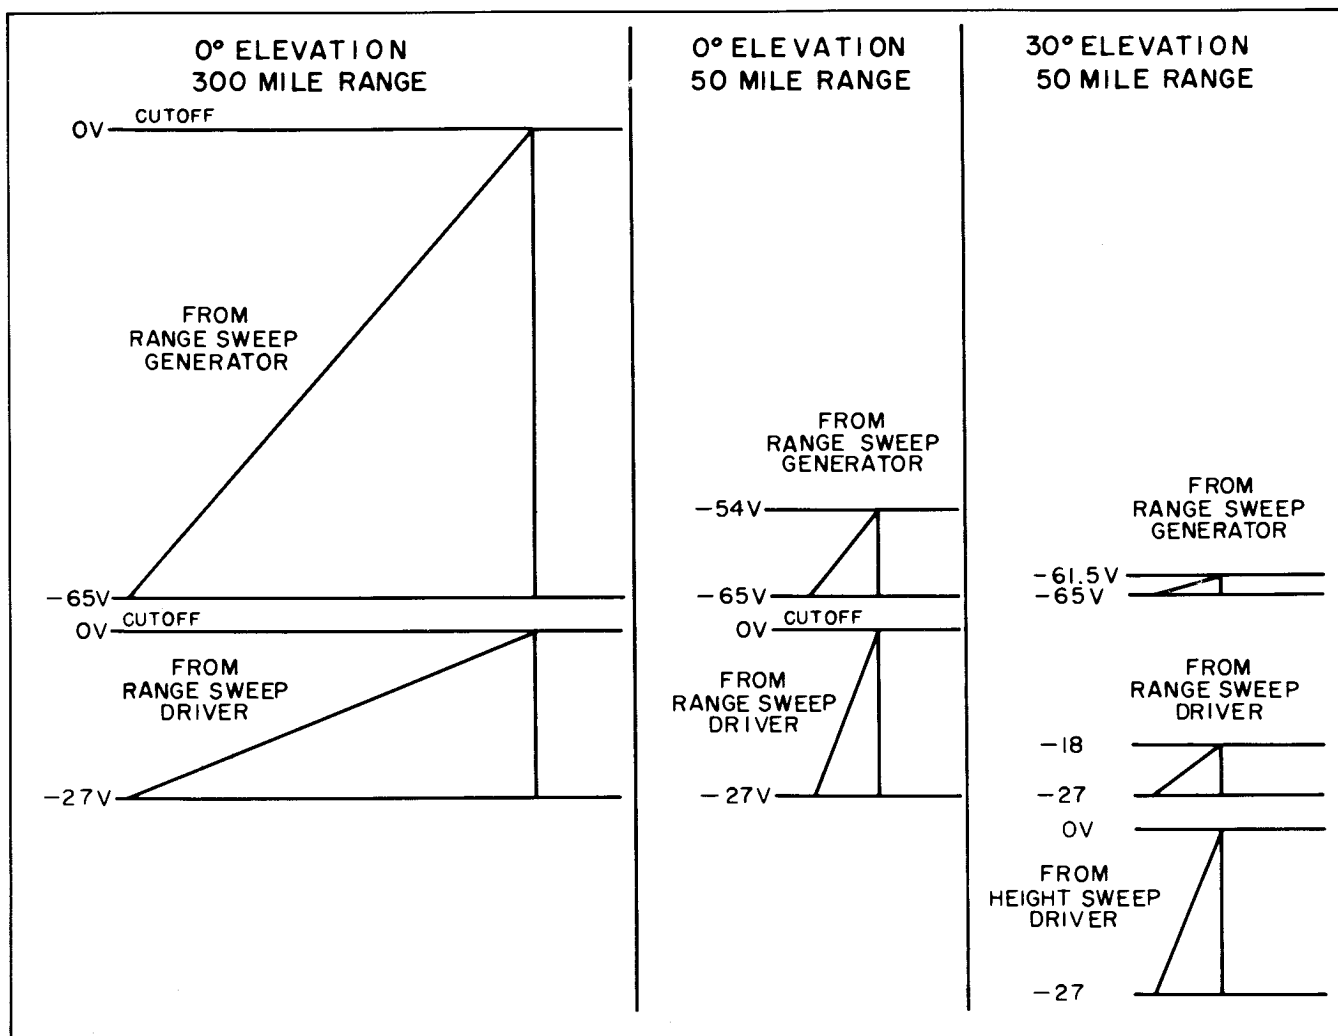 0° ELEVATION
300 MILE RANGE
0V
CUTOFF
FROM
RANGE SWEEP
GENERATOR
-65V
0V
CUTOFF
FROM
RANGE SWEEP
DRIVER
-27V
0° ELEVATION
50 MILE RANGE
FROM
RANGE SWEEP
GENERATOR
-54V
-65V
0V
CUTOFF
FROM
RANGE SWEEP
DRIVER
-27V
30° ELEVATION
50 MILE RANGE
FROM
RANGE SWEEP
GENERATOR
-61.5V
-65V
FROM
RANGE SWEEP
DRIVER
-18
-27
0V
FROM
HEIGHT SWEEP
DRIVER
-27